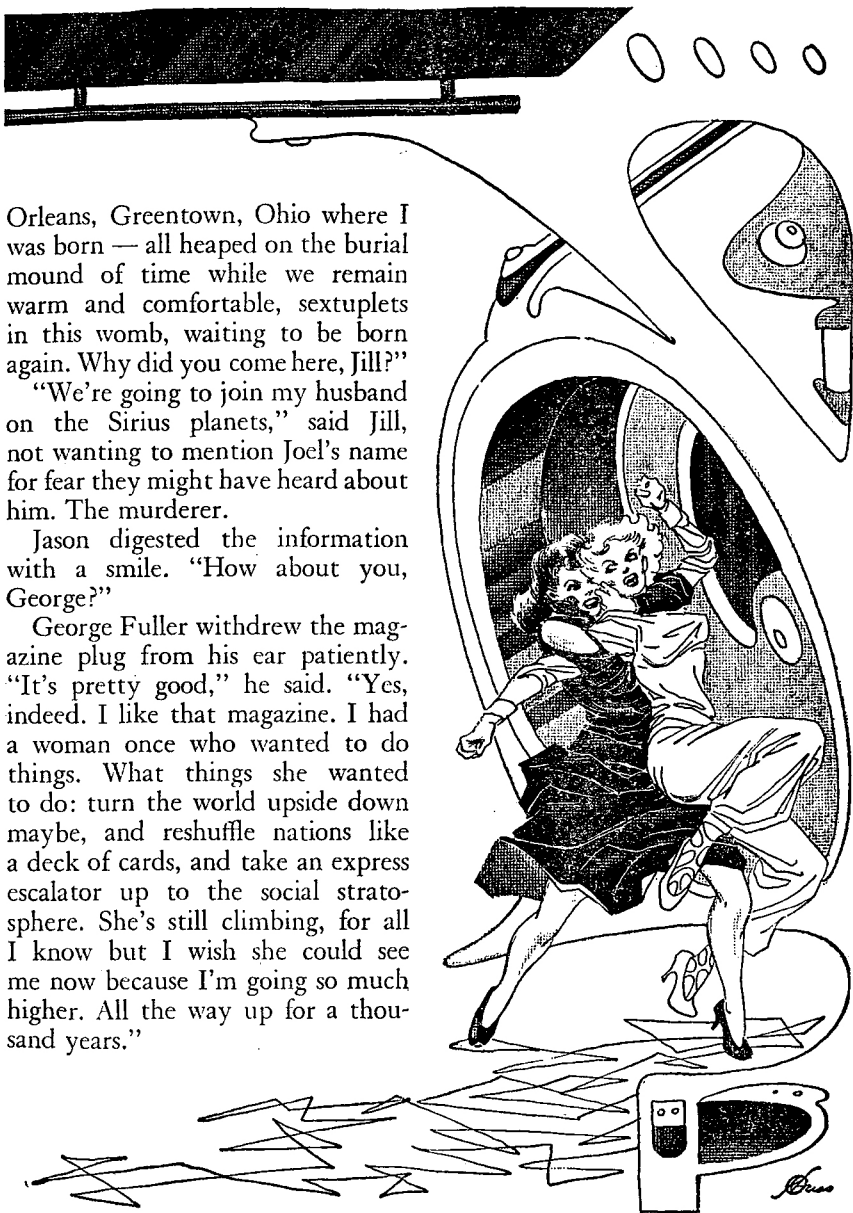 Orleans, Greentown, Ohio where I
was born — all heaped on the burial
mound of time while we remain
warm and comfortable, sextuplets
in this womb, waiting to be born
again. Why did you come here, Jill?"
"We're going to join my husband
on the Sirius planets," said Jill,
not wanting to mention Joel's name
for fear they might have heard about
him. The murderer.
Jason digested the information
with a smile. "How about you,
George?"
George Fuller withdrew the mag-
azine plug from his ear patiently.
"It's pretty good," he said. "Yes,
indeed. I like that magazine. I had
a woman once who wanted to do
things. What things she wanted
to do: turn the world upside down
maybe, and reshuffle nations like
a deck of cards, and take an express
escalator up to the social strato-
sphere. She's still climbing, for all
I know but I wish she could see
me now because I'm going so much
higher. All the way up for a thou-
sand years."